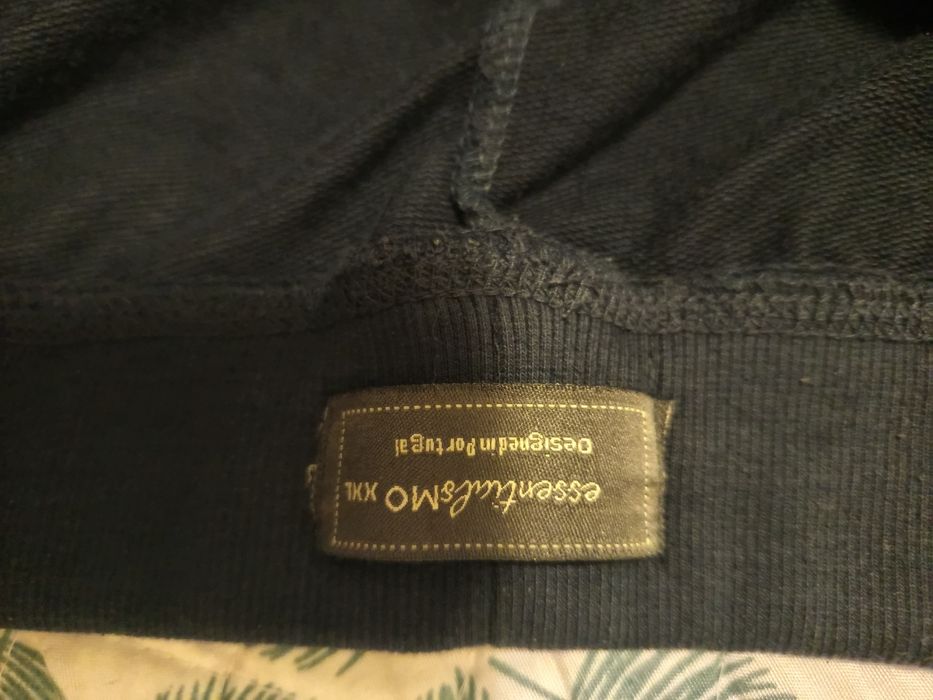 essentialsMO XXL
Designed in Portugal